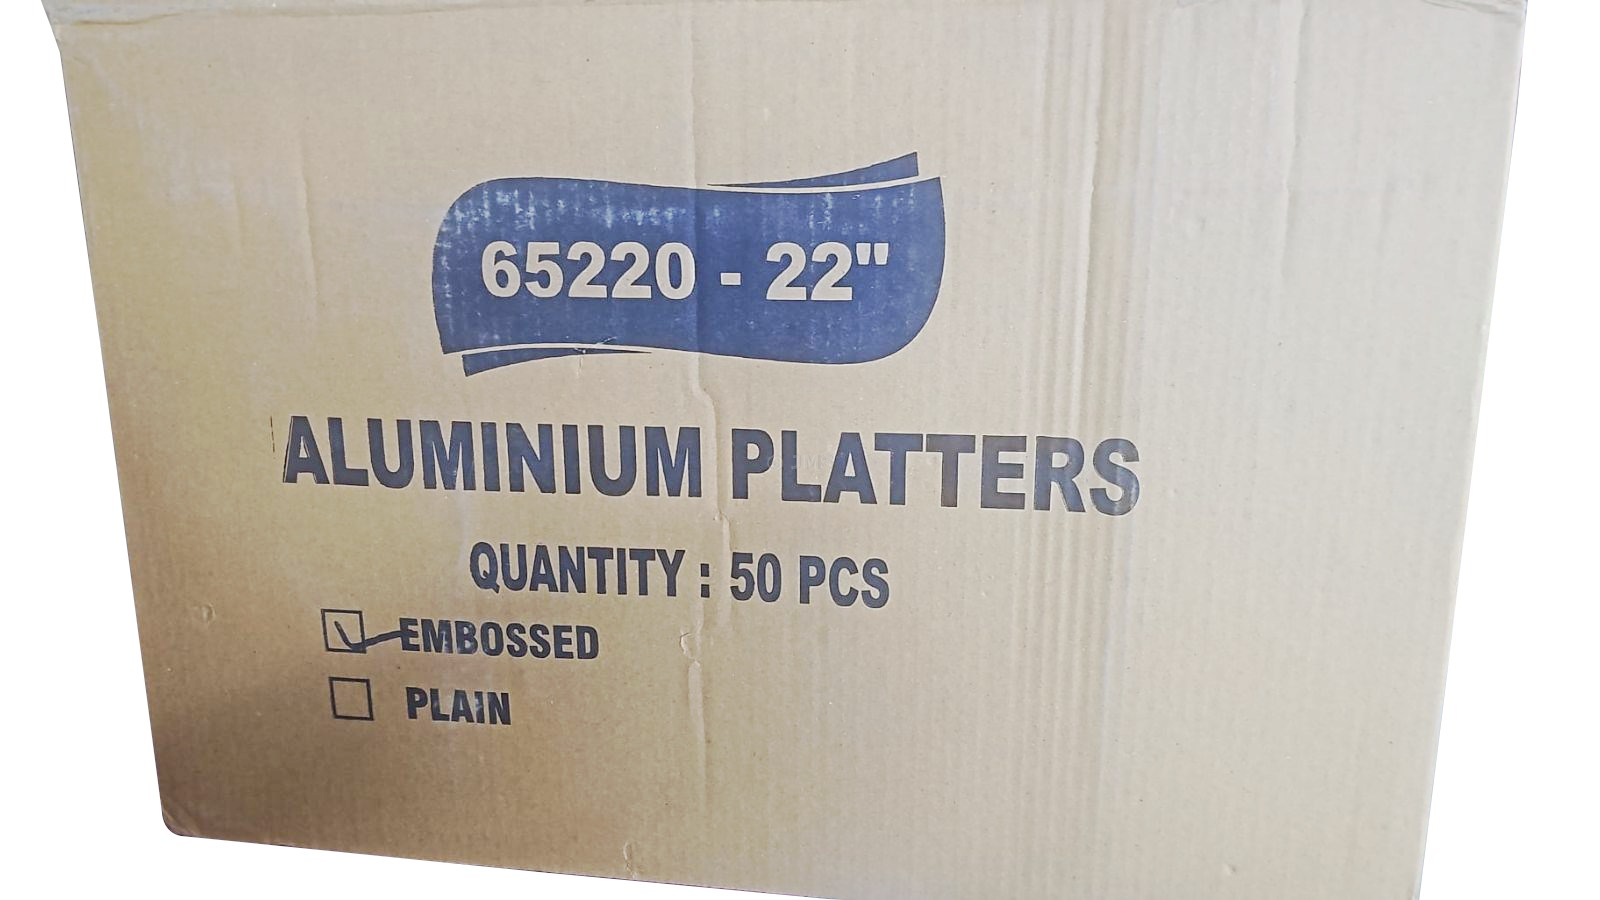 65220 - 22"
ALUMINIUM PLATTERS
QUANTITY : 50 PCS
EMBOSSED
PLAIN